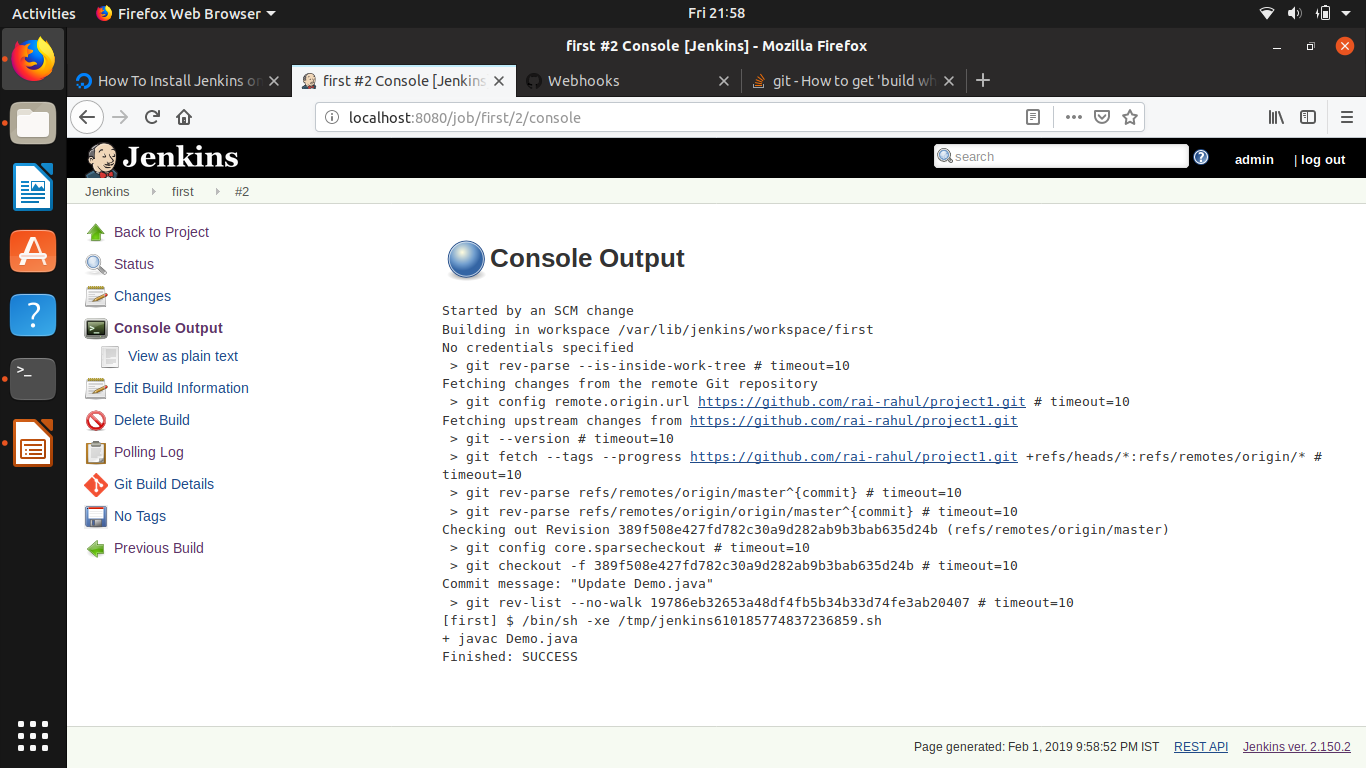 Activities Firefox Web Browser Fri 21:58
first #2 Console [Jenkins] - Mozilla Firefox
How To Install Jenkins on first #2 Console [Jenkins Webhooks git - How to get 'build wh
localhost:8080/job/first/2/console
Jenkins search ? admin | log out
Jenkins first #2
Back to Project
Status
Changes
Console Output
View as plain text
Edit Build Information
Delete Build
Polling Log
Git Build Details
No Tags
Previous Build
Console Output
Started by an SCM change
Building in workspace /var/lib/jenkins/workspace/first
No credentials specified
> git rev-parse --is-inside-work-tree # timeout=10
Fetching changes from the remote Git repository
> git config remote.origin.url https://github.com/rai-rahul/project1.git # timeout=10
Fetching upstream changes from https://github.com/rai-rahul/project1.git
> git --version # timeout=10
> git fetch --tags --progress https://github.com/rai-rahul/project1.git +refs/heads/*:refs/remotes/origin/* #
timeout=10
> git rev-parse refs/remotes/origin/master^{commit} # timeout=10
> git rev-parse refs/remotes/origin/origin/master^{commit} # timeout=10
Checking out Revision 389f508e427fd782c30a9d282ab9b3bab635d24b (refs/remotes/origin/master)
> git config core.sparsecheckout # timeout=10
> git checkout -f 389f508e427fd782c30a9d282ab9b3bab635d24b # timeout=10
Commit message: "Update Demo.java"
> git rev-list --no-walk 19786eb32653a48df4fb5b34b33d74fe3ab20407 # timeout=10
[first] $ /bin/sh -xe /tmp/jenkins610185774837236859.sh
+ javac Demo.java
Finished: SUCCESS
Page generated: Feb 1, 2019 9:58:52 PM IST REST API Jenkins ver. 2.150.2